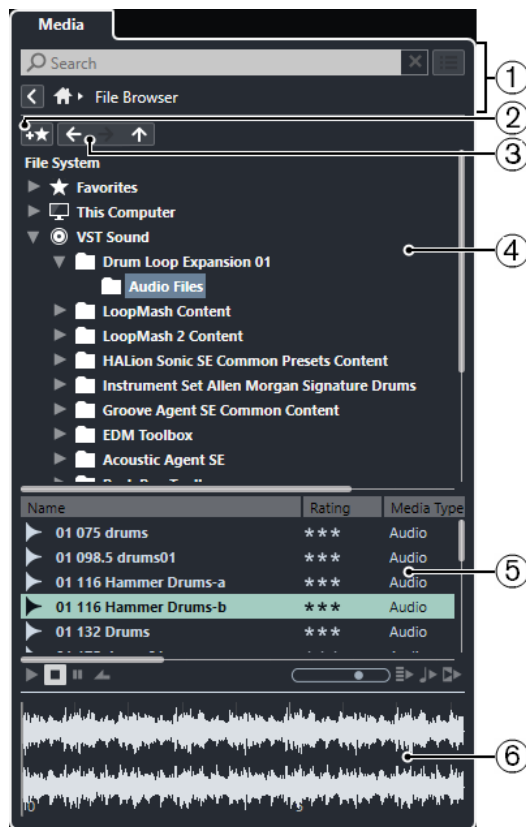 Media
Search
1
File Browser
2
3
File System
Favorites
This Computer
4
VST Sound
Drum Loop Expansion 01
Audio Files
LoopMash Content
LoopMash 2 Content
HALion Sonic SE Common Presets Content
Instrument Set Allen Morgan Signature Drums
Groove Agent SE Common Content
EDM Toolbox
Acoustic Agent SE
Name Rating Media Type
01 075 drums *** Audio
01 098.5 drums01 *** Audio
01 116 Hammer Drums-a *** Audio
5
01 116 Hammer Drums-b *** Audio
01 132 Drums *** Audio
6
0